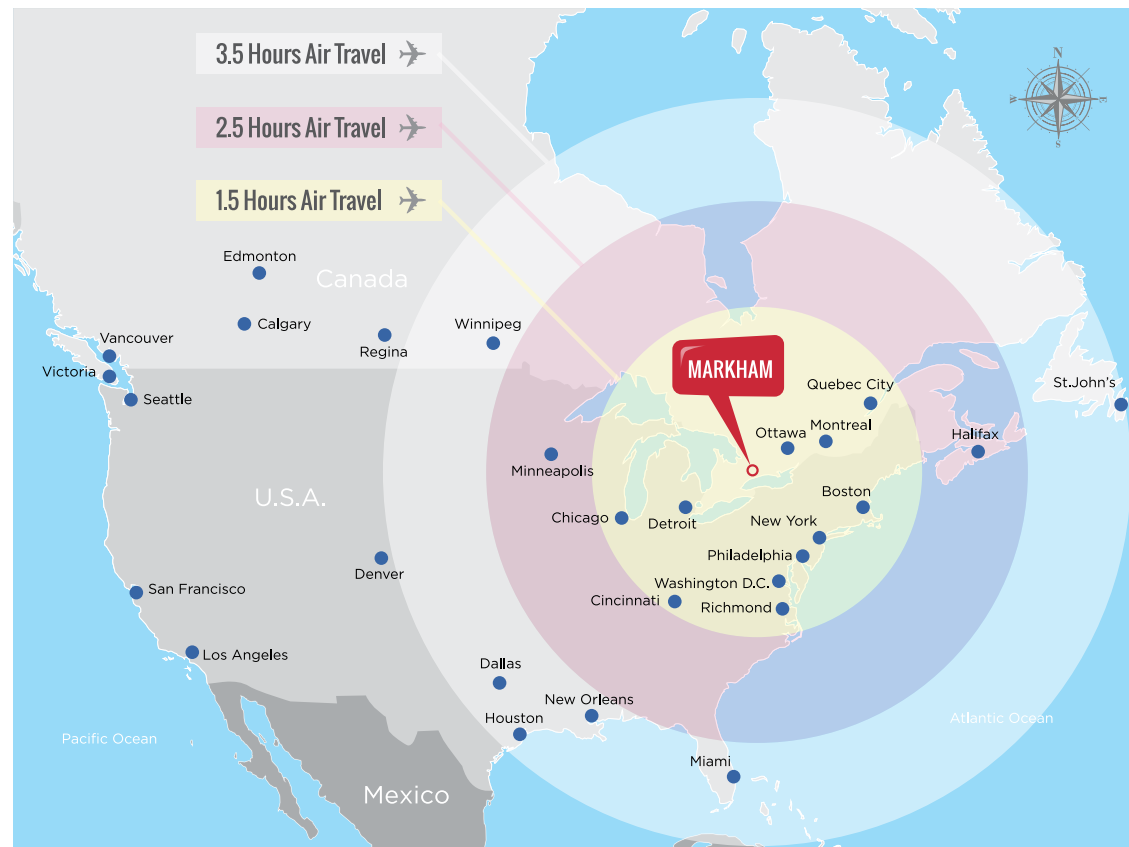 N
W
E
S
3.5 Hours Air Travel
2.5 Hours Air Travel
1.5 Hours Air Travel
Edmonton
Canada
Calgary
Winnipeg
Vancouver
Regina
Victoria
Seattle
MARKHAM
Quebec City
St.John's
Ottawa
Montreal
Halifax
Minneapolis
U.S.A.
Boston
Chicago
Detroit
New York
Philadelphia
Denver
Washington D.C.
San Francisco
Cincinnati
Richmond
Los Angeles
Dallas
New Orleans
Houston
Atlantic Ocean
Pacific Ocean
Miami
Mexico